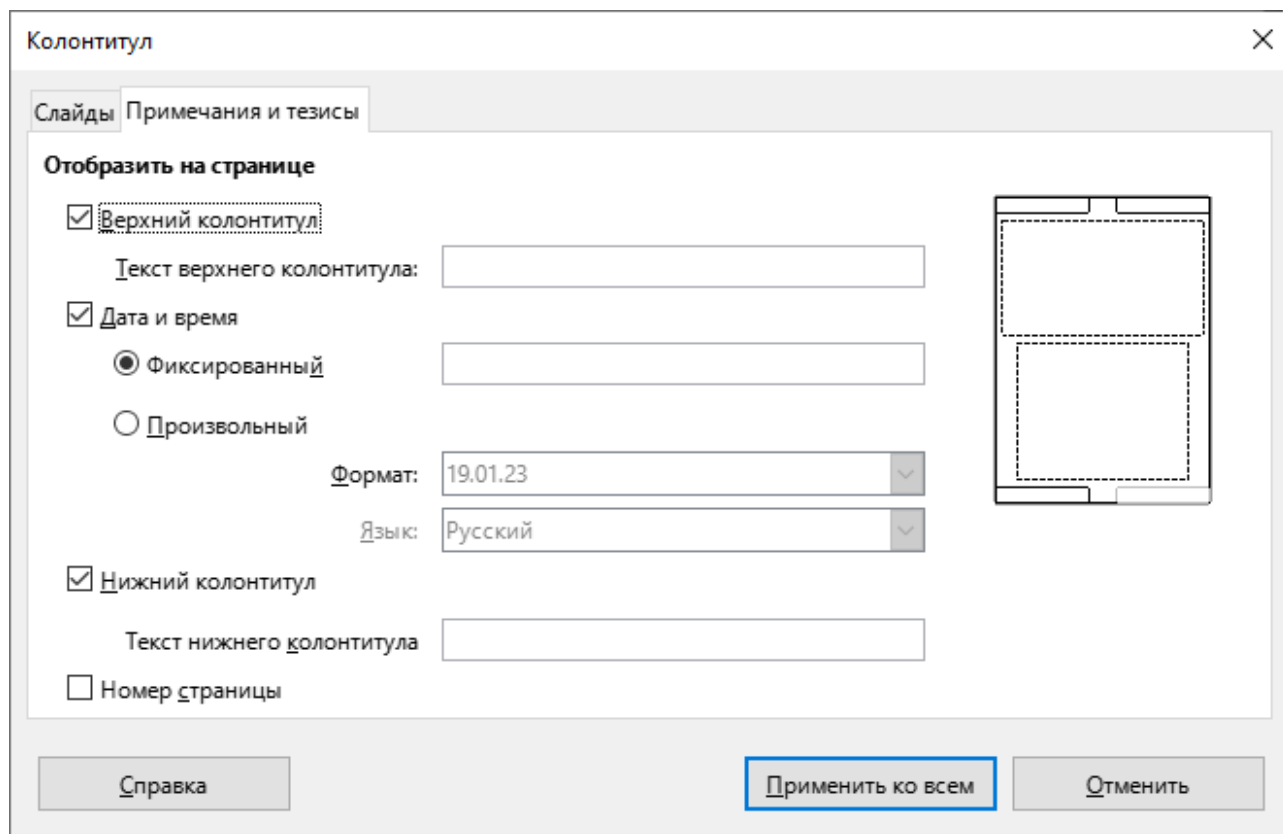 Колонтитул
Слайды Примечания и тезисы
Отобразить на странице
Верхний колонтитул
Текст верхнего колонтитула:
Дата и время
Фиксированный
Произвольный
Формат: 19.01.23
Язык: Русский
Нижний колонтитул
Текст нижнего колонтитула
Номер страницы
Справка Применить ко всем Отменить